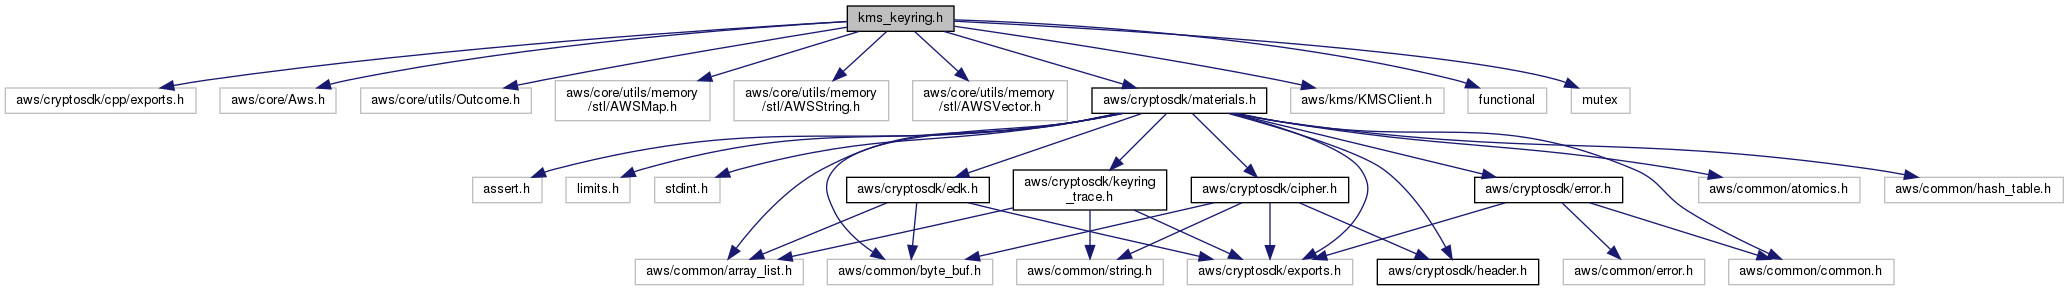 kms_keyring.h
aws/cryptosdk/cpp/exports.h
aws/core/Aws.h
aws/core/utils/Outcome.h
aws/core/utils/memory
/stl/AWSMap.h
aws/core/utils/memory
/stl/AWSString.h
aws/core/utils/memory
/stl/AWSVector.h
aws/cryptosdk/materials.h
aws/kms/KMSClient.h
functional
mutex
assert.h
limits.h
stdint.h
aws/cryptosdk/edk.h
aws/cryptosdk/keyring
_trace.h
aws/cryptosdk/cipher.h
aws/cryptosdk/error.h
aws/common/atomics.h
aws/common/hash_table.h
aws/common/array_list.h
aws/common/byte_buf.h
aws/common/string.h
aws/cryptosdk/exports.h
aws/cryptosdk/header.h
aws/common/error.h
aws/common/common.h